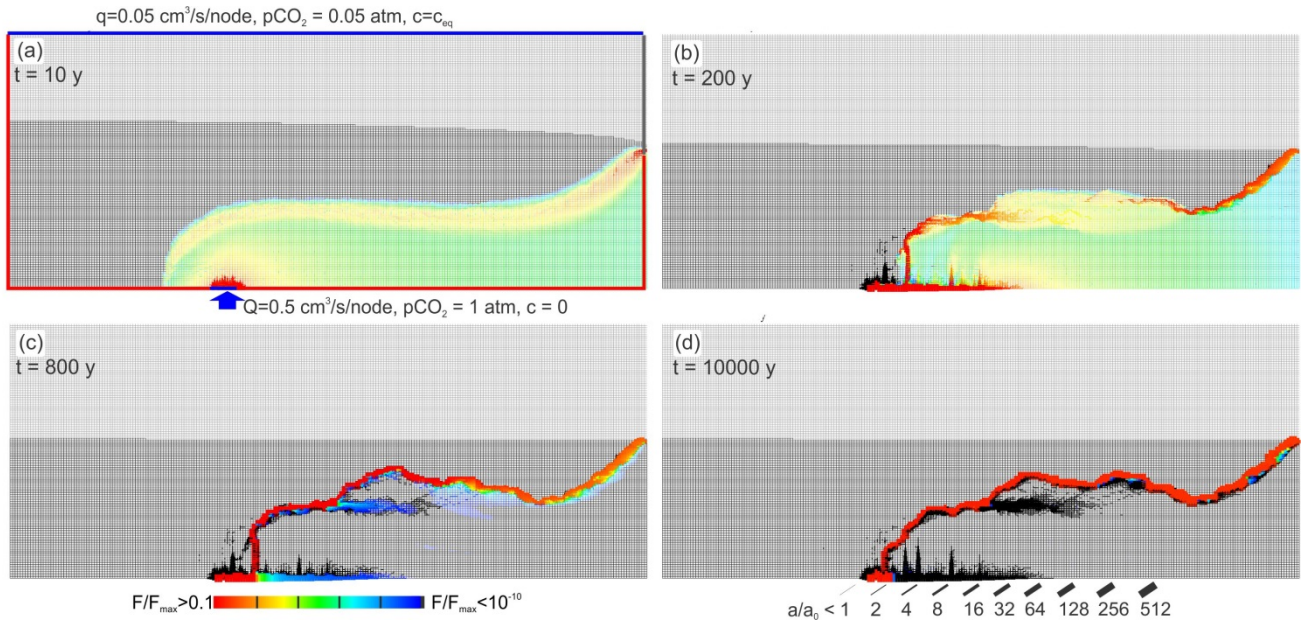 q=0.05 cm³/s/node, pCO₂ = 0.05 atm, c=c_eq
(a)
t = 10 y
(b)
t = 200 y
Q=0.5 cm³/s/node, pCO₂ = 1 atm, c = 0
(c)
t = 800 y
(d)
t = 10000 y
F/F_max>0.1
F/F_max<10⁻¹⁰
a/a₀ < 1 2 4 8 16 32 64 128 256 512